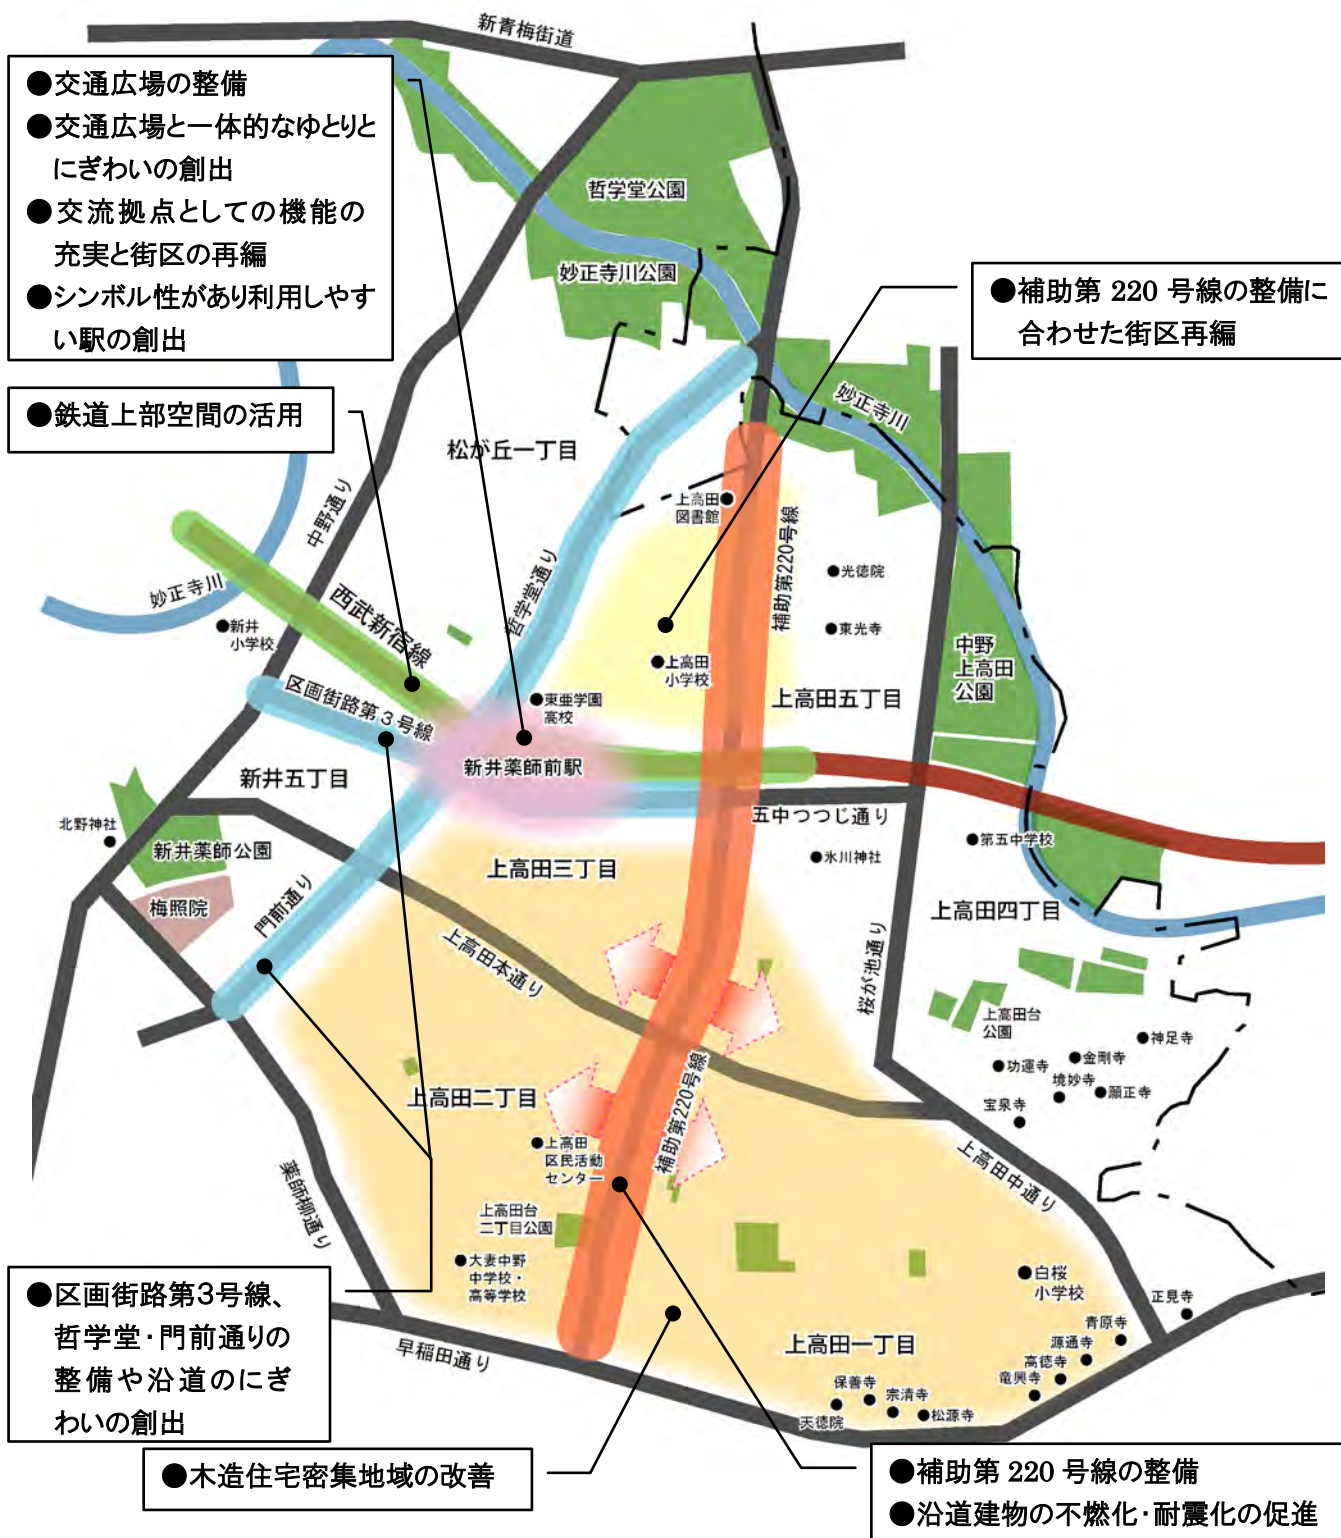 新青梅街道
●交通広場の整備
●交通広場と一体的なゆとりと
にぎわいの創出
●交流拠点としての機能の
充実と街区の再編
●シンボル性があり利用しやす
い駅の創出
哲学堂公園
妙正寺川公園
●補助第 220 号線の整備に
合わせた街区再編
●鉄道上部空間の活用
妙正寺川
松が丘一丁目
中野通り
上高田
図書館
補助第220号線
哲学堂通り
●光徳院
妙正寺川
西武新宿線
●新井
小学校
●東光寺
●上高田
小学校
中野
上高田
公園
区画街路第3号線
●東亜学園
高校
上高田五丁目
新井薬師前駅
新井五丁目
五中つつじ通り
北野神社
新井薬師公園
●第五中学校
●氷川神社
上高田三丁目
梅照院
門前通り
上高田四丁目
上高田本通り
桜が池通り
上高田台
公園
●神足寺
●金剛寺
●功運寺
境妙寺
●願正寺
宝泉寺
上高田二丁目
補助第220号線
●上高田
区民活動
センター
薬師柳通り
上高田中通り
上高田台
二丁目公園
●大妻中野
中学校・
高等学校
●白桜
小学校
正見寺
●区画街路第3号線、
哲学堂・門前通りの
整備や沿道のにぎ
わいの創出
早稲田通り
上高田一丁目
青原寺
源通寺
高徳寺
竜興寺
保善寺
宗清寺
天徳院
●松源寺
●木造住宅密集地域の改善
●補助第 220 号線の整備
●沿道建物の不燃化・耐震化の促進